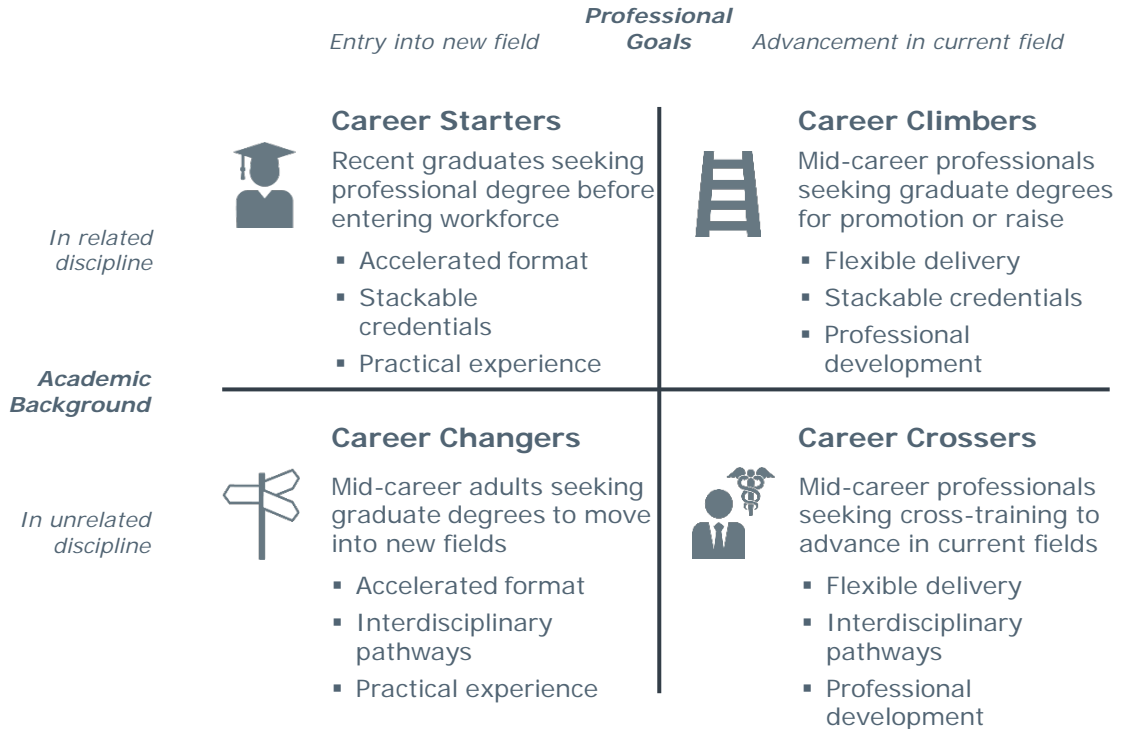 Professional
Goals
Entry into new field
Advancement in current field
Career Starters
Recent graduates seeking
professional degree before
entering workforce
▪ Accelerated format
▪ Stackable
credentials
▪ Practical experience
Career Climbers
Mid-career professionals
seeking graduate degrees
for promotion or raise
▪ Flexible delivery
▪ Stackable credentials
▪ Professional
development
In related
discipline
Academic
Background
Career Changers
Mid-career adults seeking
graduate degrees to move
into new fields
▪ Accelerated format
▪ Interdisciplinary
pathways
▪ Practical experience
Career Crossers
Mid-career professionals
seeking cross-training to
advance in current fields
▪ Flexible delivery
▪ Interdisciplinary
pathways
▪ Professional
development
In unrelated
discipline